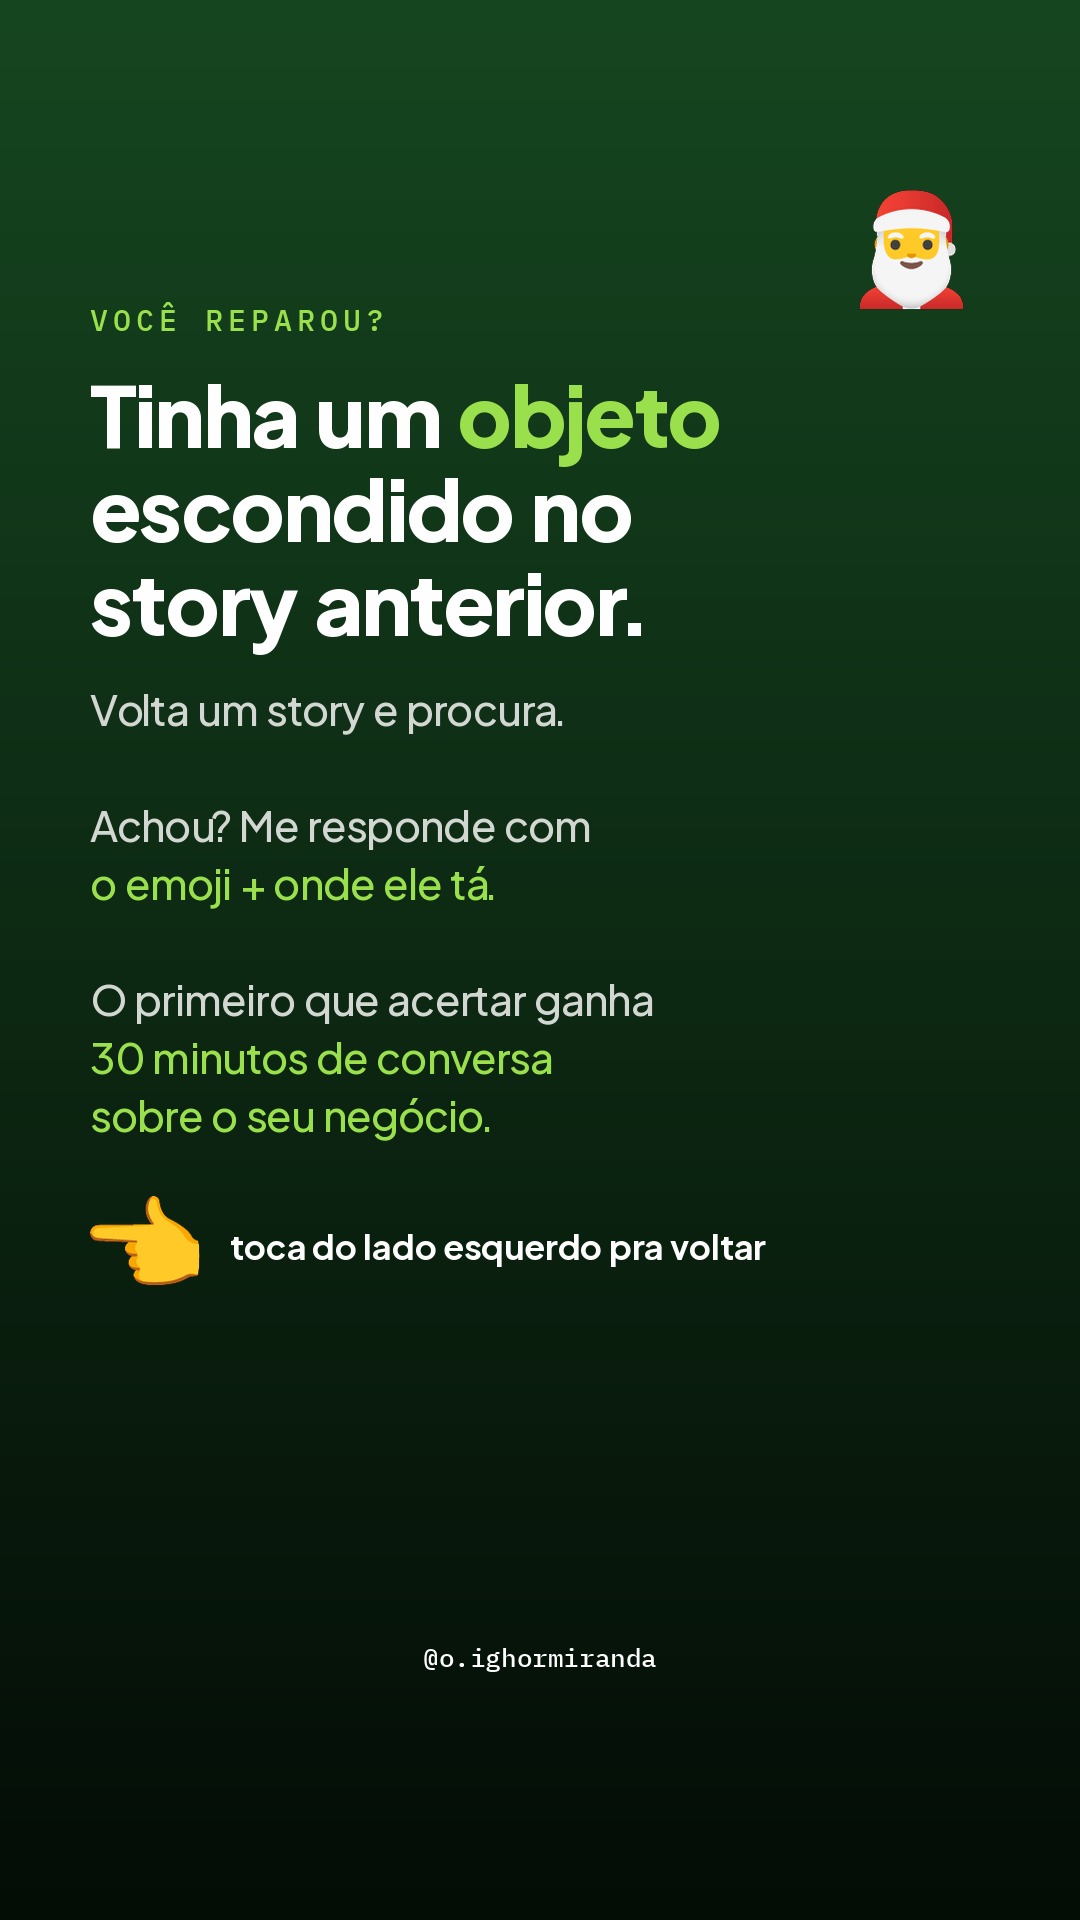 VOCÊ REPAROU?
Tinha um objeto
escondido no
story anterior.
Volta um story e procura.
Achou? Me responde com
o emoji + onde ele tá.
O primeiro que acertar ganha
30 minutos de conversa
sobre o seu negócio.
toca do lado esquerdo pra voltar
@o.ighormiranda